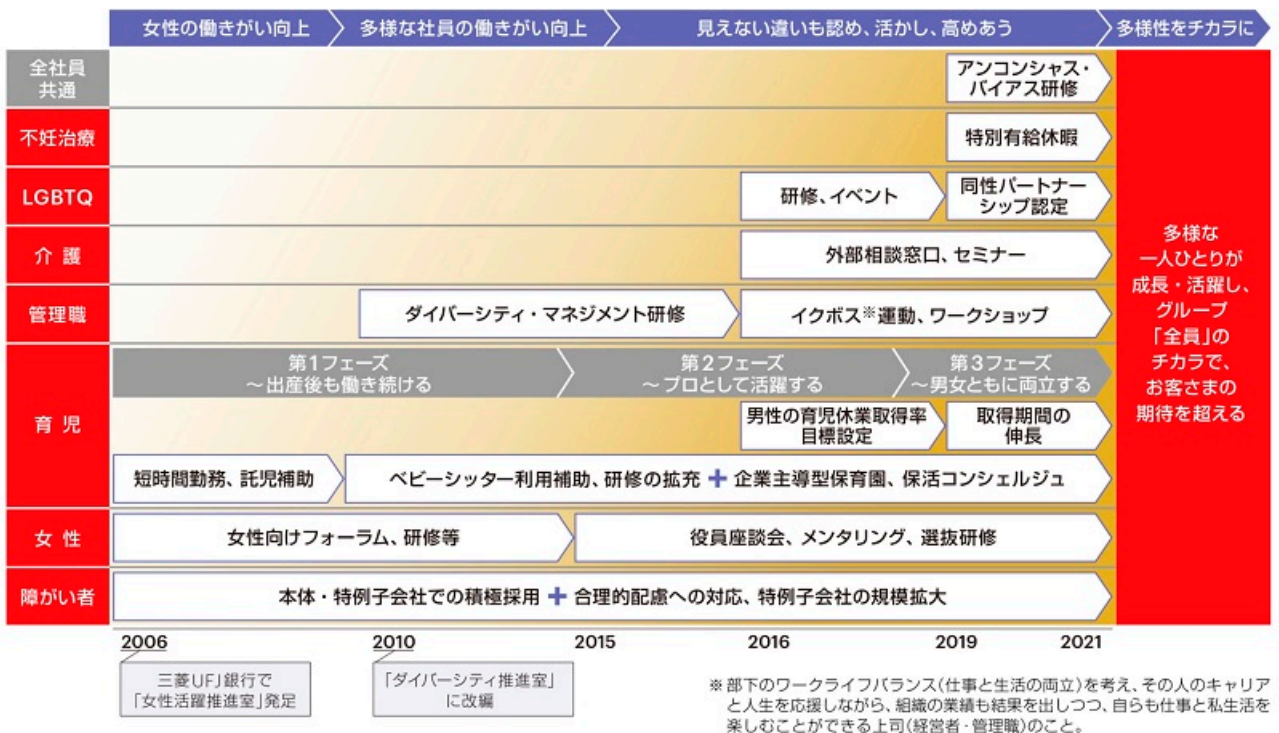 女性の働きがい向上
多様な社員の働きがい向上
見えない違いも認め、活かし、高めあう
多様性をチカラに
全社員
共通
アンコンシャス・
バイアス研修
不妊治療
特別有給休暇
LGBTQ
研修、イベント
同性パートナー
シップ認定
介護
外部相談窓口、セミナー
管理職
ダイバーシティ・マネジメント研修
イクボス※運動、ワークショップ
育児
第1フェーズ
～出産後も働き続ける
第2フェーズ
～プロとして活躍する
第3フェーズ
～男女ともに両立する
男性の育児休業取得率
目標設定
取得期間の
伸長
短時間勤務、託児補助
ベビーシッター利用補助、研修の拡充 + 企業主導型保育園、保活コンシェルジュ
女性
女性向けフォーラム、研修等
役員座談会、メンタリング、選抜研修
障がい者
本体・特例子会社での積極採用 + 合理的配慮への対応、特例子会社の規模拡大
多様な
一人ひとりが
成長・活躍し、
グループ
「全員」の
チカラで、
お客さまの
期待を超える
2006
2010
2015
2016
2019
2021
三菱UFJ銀行で
「女性活躍推進室」発足
「ダイバーシティ推進室」
に改編
※ 部下のワークライフバランス(仕事と生活の両立)を考え、その人のキャリア
と人生を応援しながら、組織の業績も結果を出しつつ、自らも仕事と私生活を
楽しむことができる上司(経営者・管理職)のこと。